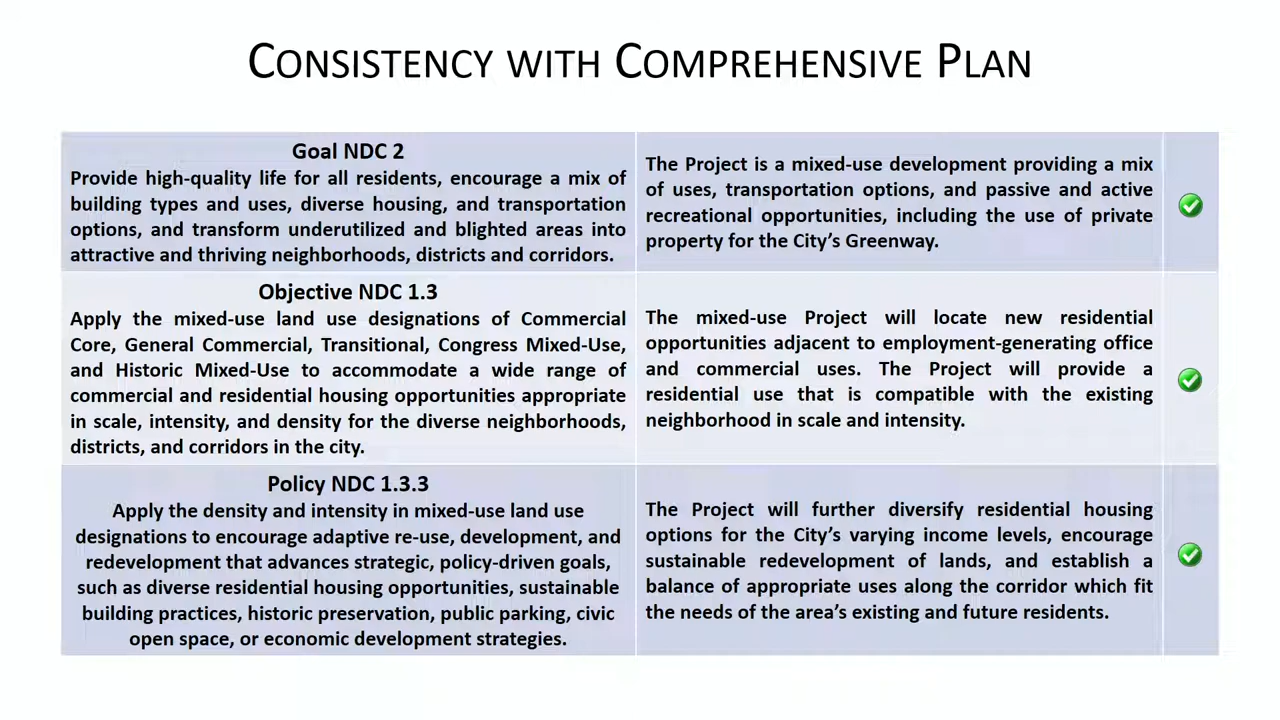 CONSISTENCY WITH COMPREHENSIVE PLAN
Goal NDC 2
Provide high-quality life for all residents, encourage a mix of
building types and uses, diverse housing, and transportation
options, and transform underutilized and blighted areas into
attractive and thriving neighborhoods, districts and corridors.
The Project is a mixed-use development providing a mix
of uses, transportation options, and passive and active
recreational opportunities, including the use of private
property for the City's Greenway.
Objective NDC 1.3
Apply the mixed-use land use designations of Commercial
Core, General Commercial, Transitional, Congress Mixed-Use,
and Historic Mixed-Use to accommodate a wide range of
commercial and residential housing opportunities appropriate
in scale, intensity, and density for the diverse neighborhoods,
districts, and corridors in the city.
The mixed-use Project will locate new residential
opportunities adjacent to employment-generating office
and commercial uses. The Project will provide a
residential use that is compatible with the existing
neighborhood in scale and intensity.
Policy NDC 1.3.3
Apply the density and intensity in mixed-use land use
designations to encourage adaptive re-use, development, and
redevelopment that advances strategic, policy-driven goals,
such as diverse residential housing opportunities, sustainable
building practices, historic preservation, public parking, civic
open space, or economic development strategies.
The Project will further diversify residential housing
options for the City's varying income levels, encourage
sustainable redevelopment of lands, and establish a
balance of appropriate uses along the corridor which fit
the needs of the area's existing and future residents.